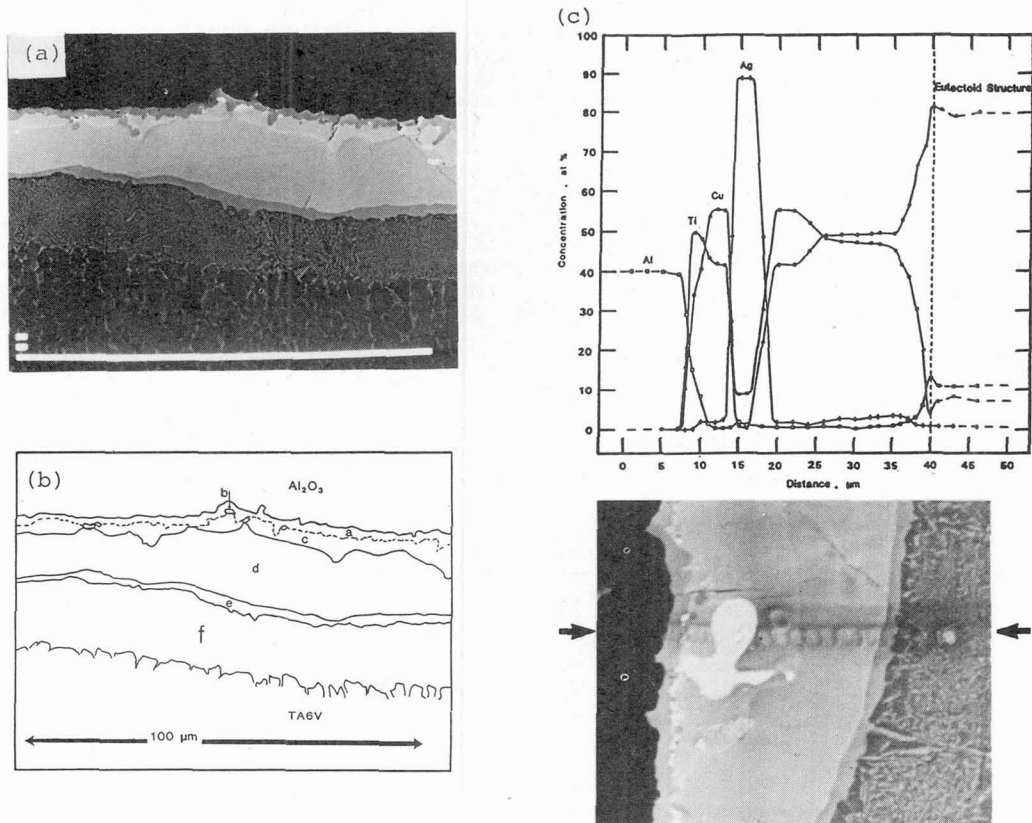 (a)
(b)
Al₂O₃
b
a
c
d
e
f
TA6V
100 μm
(c)
100
90
80
70
60
50
40
30
20
10
0
Concentration , at %
Al
Ti
Cu
Ag
Eutectoid Structure
0 5 10 15 20 25 30 35 40 45 50
Distance , μm